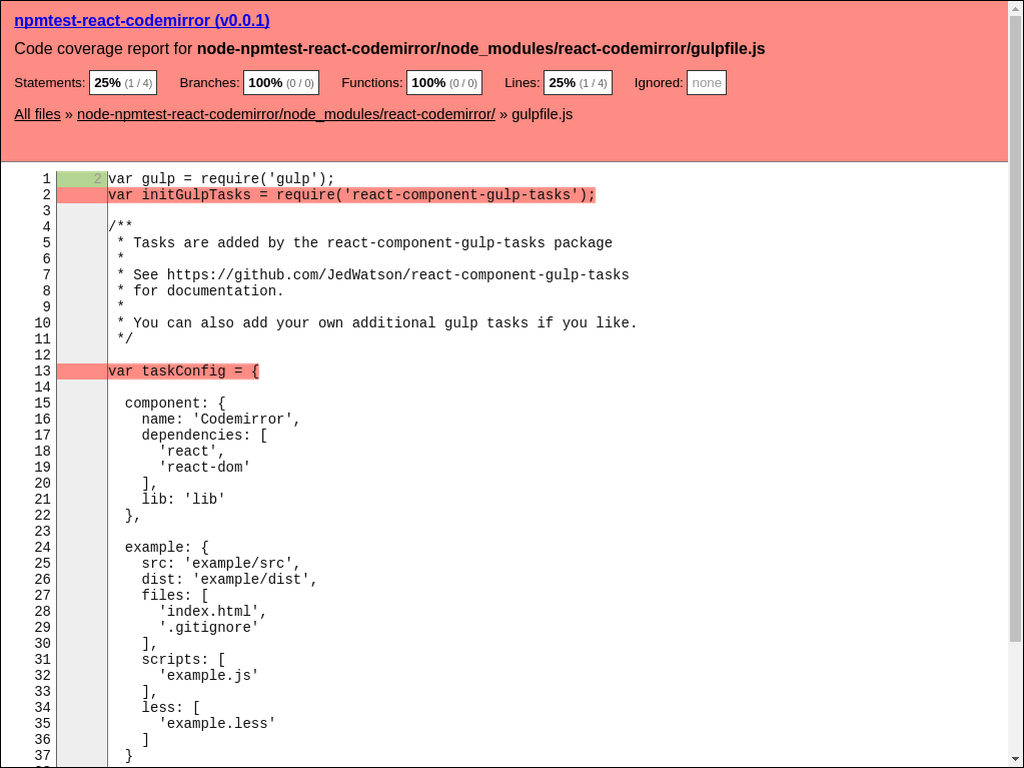 npmtest-react-codemirror (v0.0.1)
Code coverage report for node-npmtest-react-codemirror/node_modules/react-codemirror/gulpfile.js
Statements: 25% (1 / 4) Branches: 100% (0 / 0) Functions: 100% (0 / 0) Lines: 25% (1 / 4) Ignored: none
All files » node-npmtest-react-codemirror/node_modules/react-codemirror/ » gulpfile.js
1 2 var gulp = require('gulp');
2 var initGulpTasks = require('react-component-gulp-tasks');
3
4 /**
5 * Tasks are added by the react-component-gulp-tasks package
6 *
7 * See https://github.com/JedWatson/react-component-gulp-tasks
8 * for documentation.
9 *
10 * You can also add your own additional gulp tasks if you like.
11 */
12
13 var taskConfig = {
14
15 component: {
16 name: 'Codemirror',
17 dependencies: [
18 'react',
19 'react-dom'
20 ],
21 lib: 'lib'
22 },
23
24 example: {
25 src: 'example/src',
26 dist: 'example/dist',
27 files: [
28 'index.html',
29 '.gitignore'
30 ],
31 scripts: [
32 'example.js'
33 ],
34 less: [
35 'example.less'
36 ]
37 }